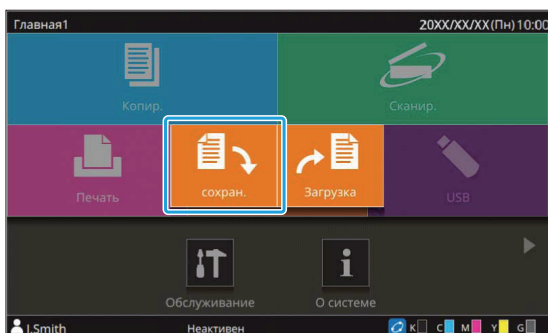 Главная1 20XX/XX/XX(Пн)10:00
Копир. Сканир.
Печать сохран. Загрузка USB
Обслуживание О системе
I.Smith Неактивен K C M Y G